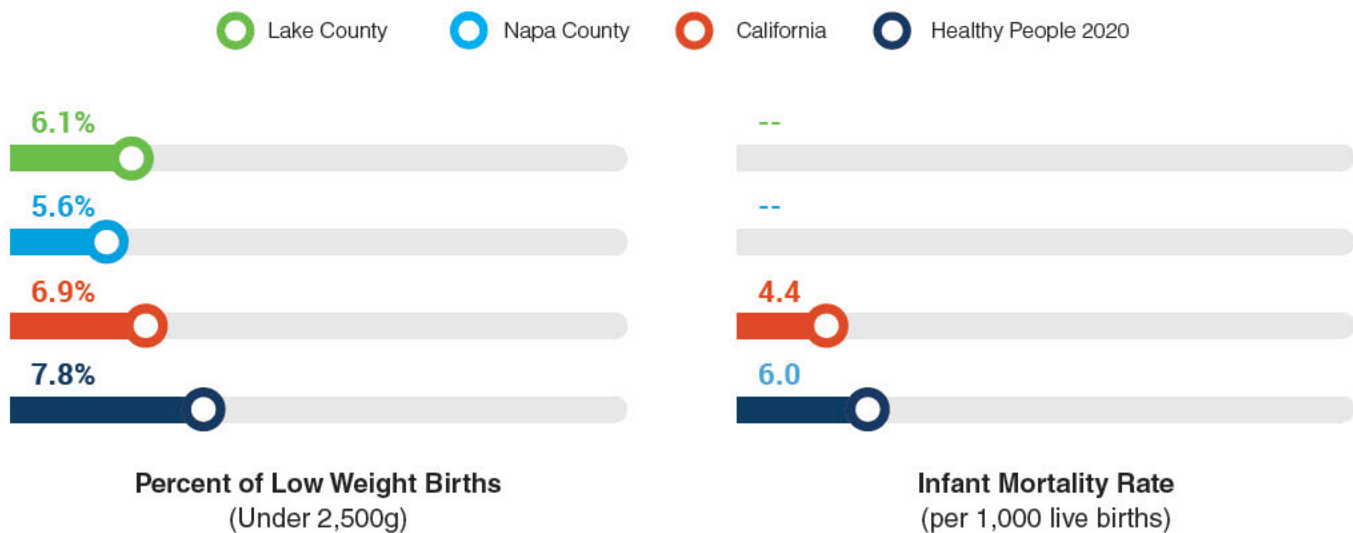 Lake County
Napa County
California
Healthy People 2020
6.1%
5.6%
6.9%
7.8%
Percent of Low Weight Births
(Under 2,500g)
--
--
4.4
6.0
Infant Mortality Rate
(per 1,000 live births)